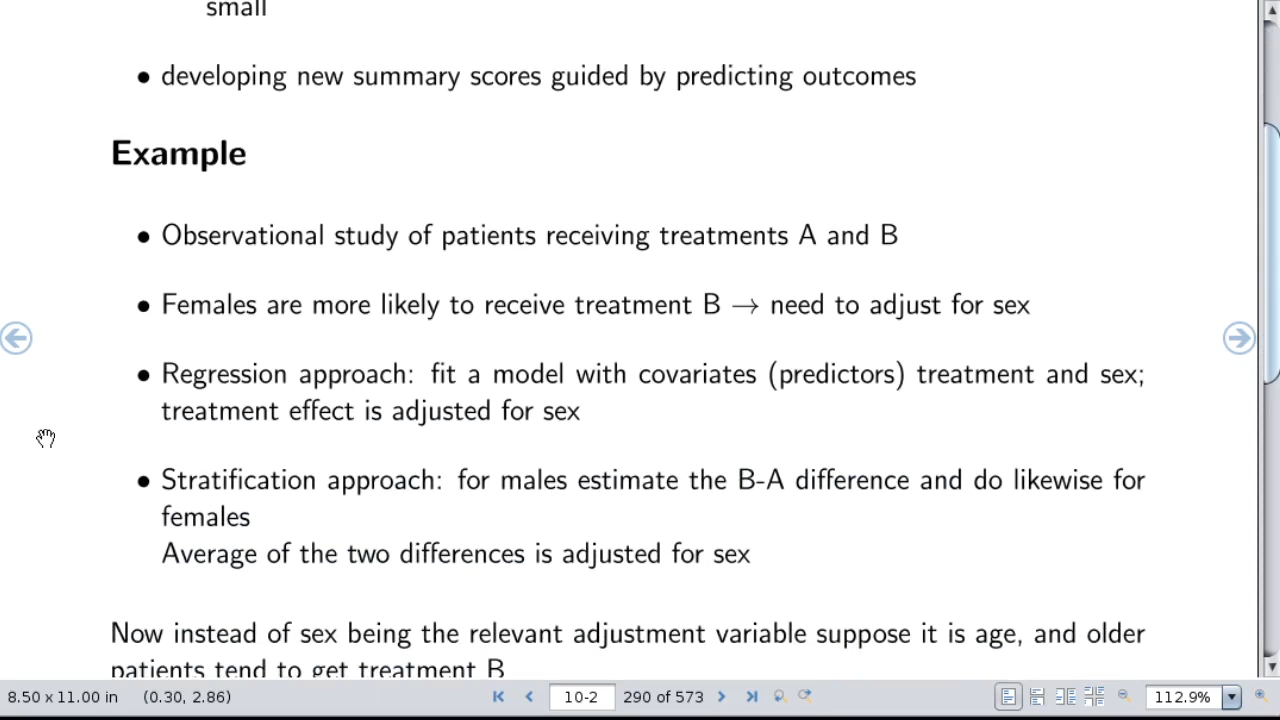 small
• developing new summary scores guided by predicting outcomes
Example
• Observational study of patients receiving treatments A and B
• Females are more likely to receive treatment B → need to adjust for sex
• Regression approach: fit a model with covariates (predictors) treatment and sex;
treatment effect is adjusted for sex
• Stratification approach: for males estimate the B-A difference and do likewise for
females
Average of the two differences is adjusted for sex
Now instead of sex being the relevant adjustment variable suppose it is age, and older
patients tend to get treatment B
8.50 x 11.00 in (0.30, 2.86) 10-2 290 of 573 112.9%